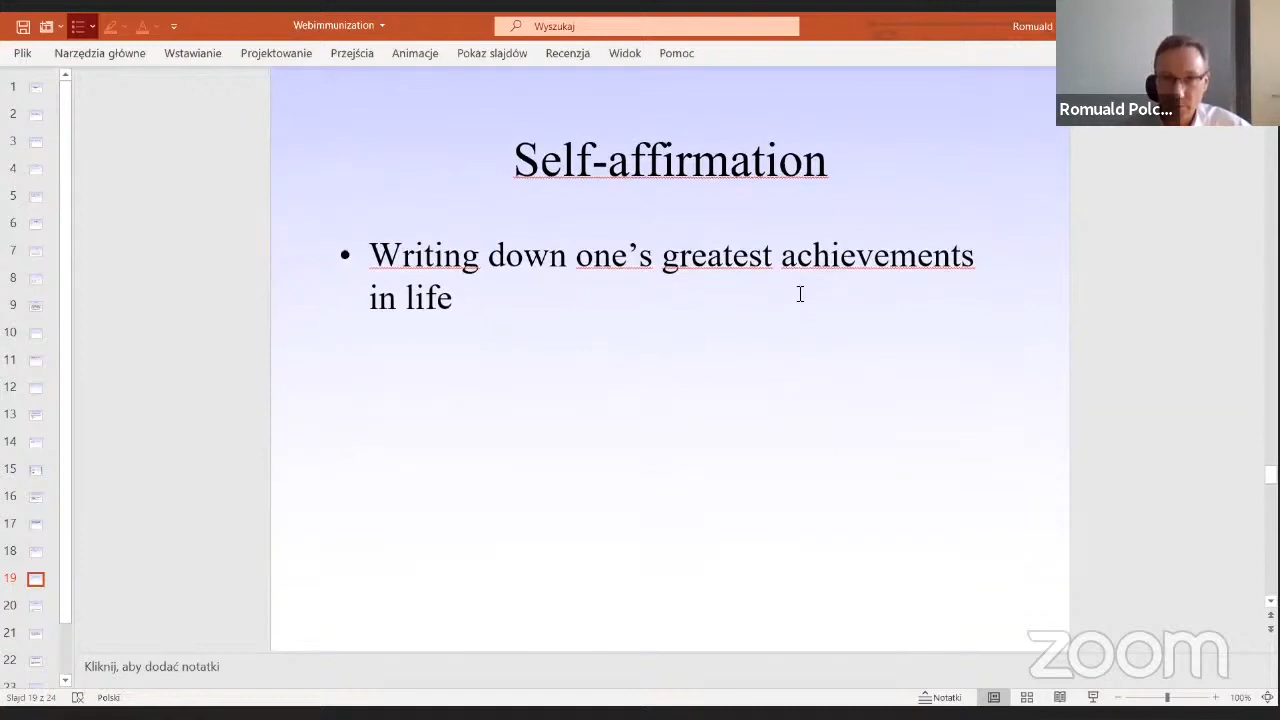 Webimmunization
Wyszukaj
Romuald
Plik Narzędzia główne Wstawianie Projektowanie Przejścia Animacje Pokaz slajdów Recenzja Widok Pomoc
Romuald Polc...
1
2
3
4
5
6
7
8
9
10
11
12
13
14
15
16
17
18
19
20
21
22
Self-affirmation
• Writing down one’s greatest achievements
in life
zoom
Kliknij, aby dodać notatki
Slajd 19 z 24 Polski Notatki 100%